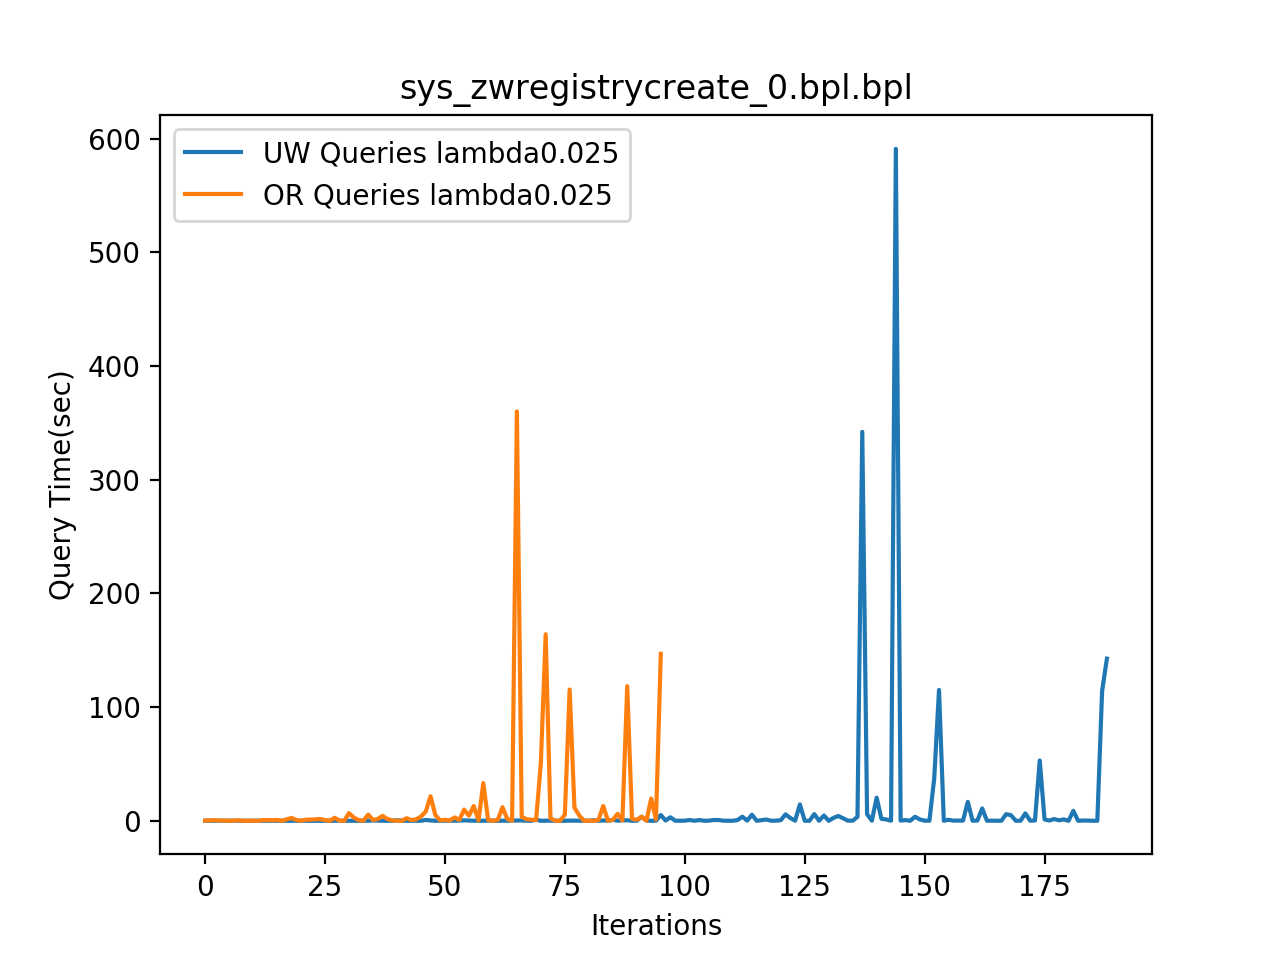 sys_zwregistrycreate_0.bpl.bpl
UW Queries lambda0.025
OR Queries lambda0.025
600
500
400
300
200
100
0
Query Time(sec)
0 25 50 75 100 125 150 175
Iterations